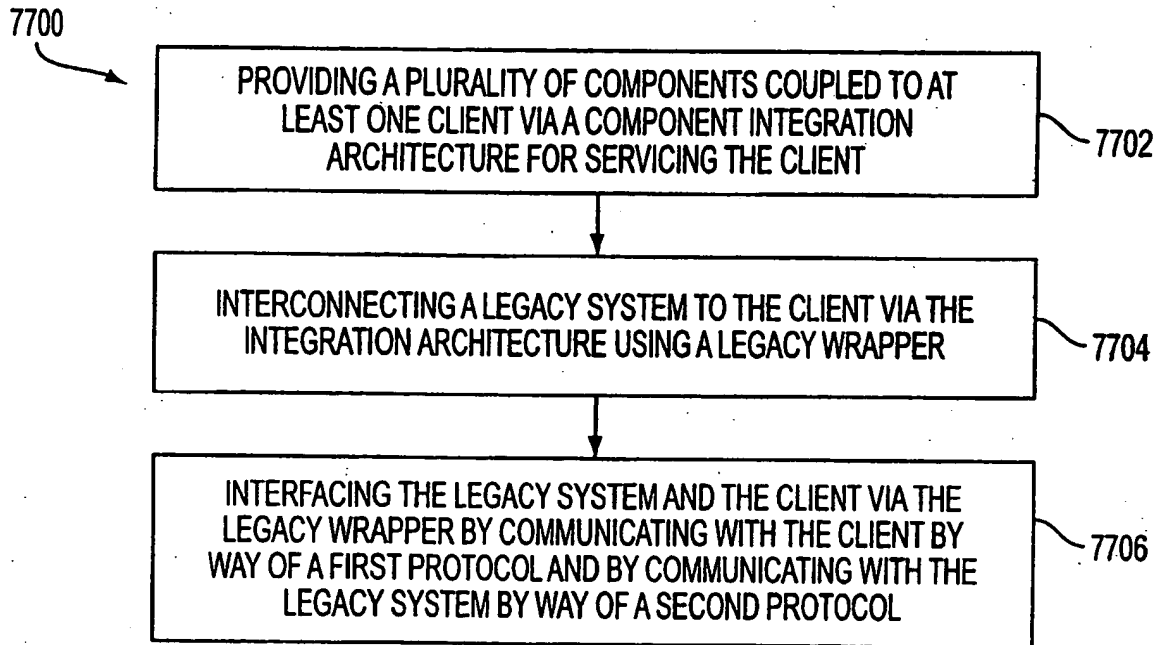 7700
PROVIDING A PLURALITY OF COMPONENTS COUPLED TO AT
LEAST ONE CLIENT VIA A COMPONENT INTEGRATION
ARCHITECTURE FOR SERVICING THE CLIENT
7702
INTERCONNECTING A LEGACY SYSTEM TO THE CLIENT VIA THE
INTEGRATION ARCHITECTURE USING A LEGACY WRAPPER
7704
INTERFACING THE LEGACY SYSTEM AND THE CLIENT VIA THE
LEGACY WRAPPER BY COMMUNICATING WITH THE CLIENT BY
WAY OF A FIRST PROTOCOL AND BY COMMUNICATING WITH THE
LEGACY SYSTEM BY WAY OF A SECOND PROTOCOL
7706